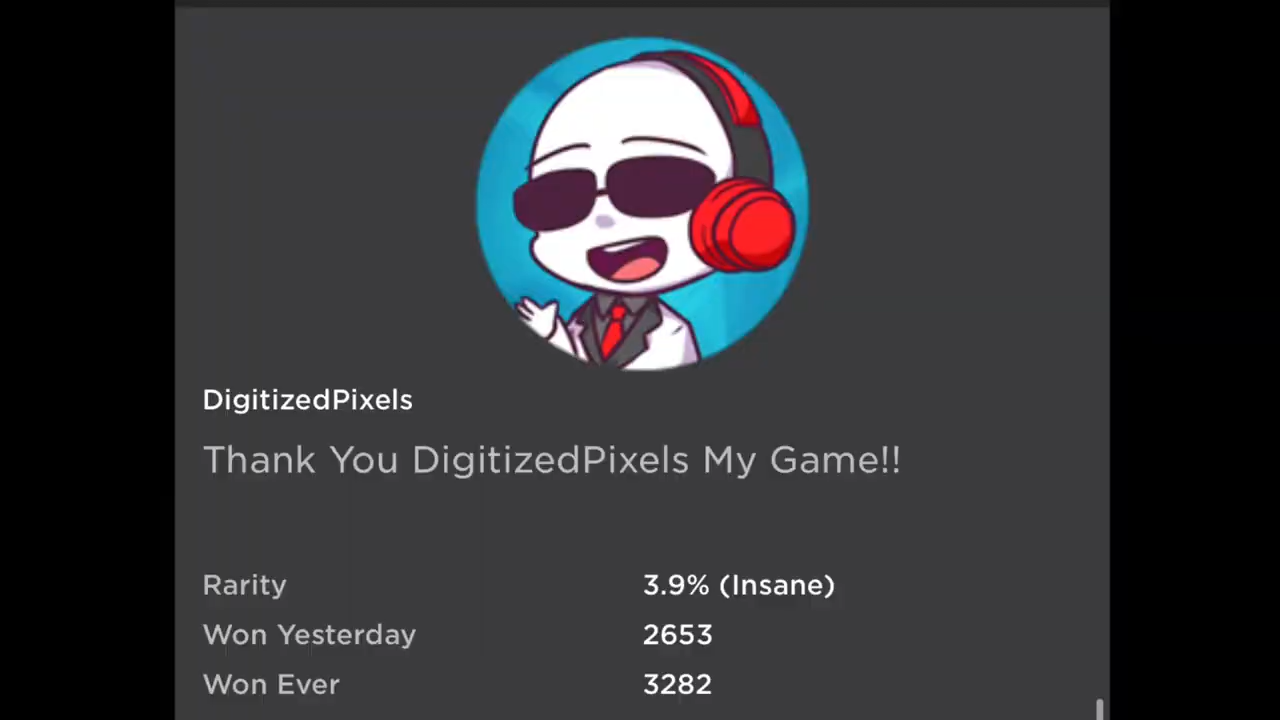 DigitizedPixels
Thank You DigitizedPixels My Game!!
Rarity 3.9% (Insane)
Won Yesterday 2653
Won Ever 3282